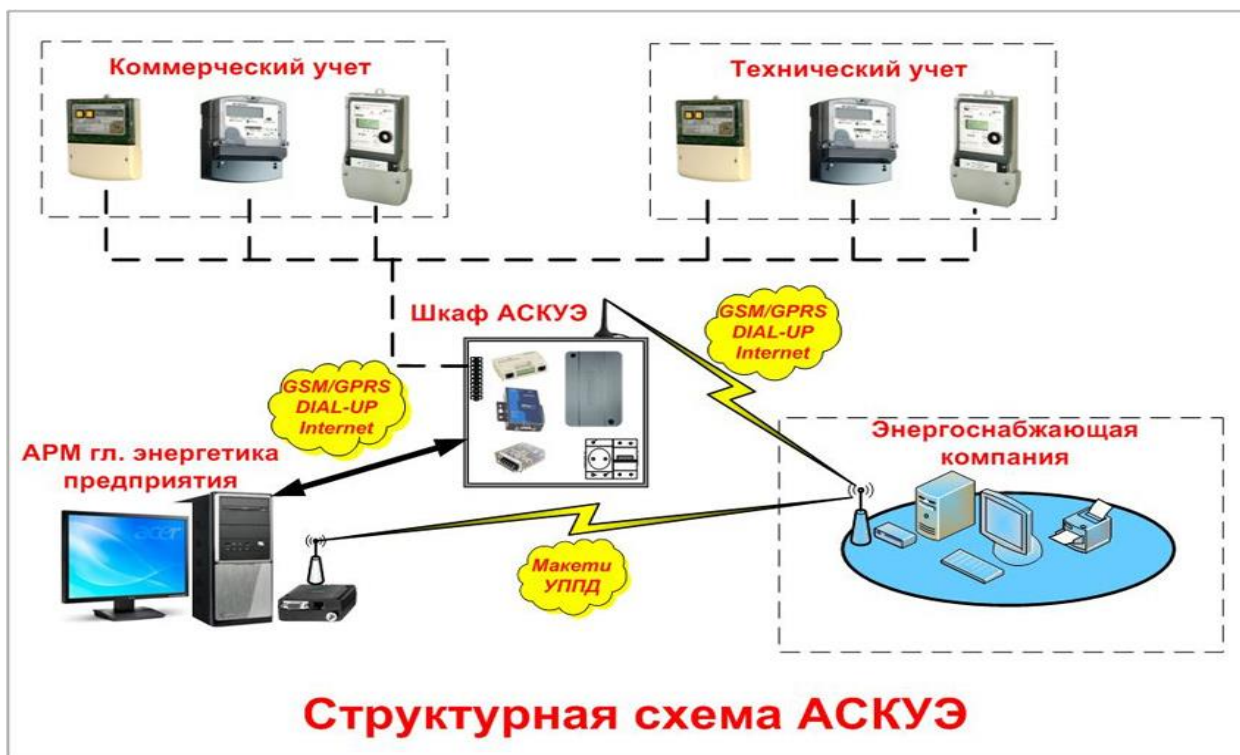 Коммерческий учет
Технический учет
Шкаф АСКУЭ
GSM/GPRS
DIAL-UP
Internet
GSM/GPRS
DIAL-UP
Internet
АРМ гл. энергетика
предприятия
Энергоснабжающая
компания
acer
Макети
УППД
Структурная схема АСКУЭ